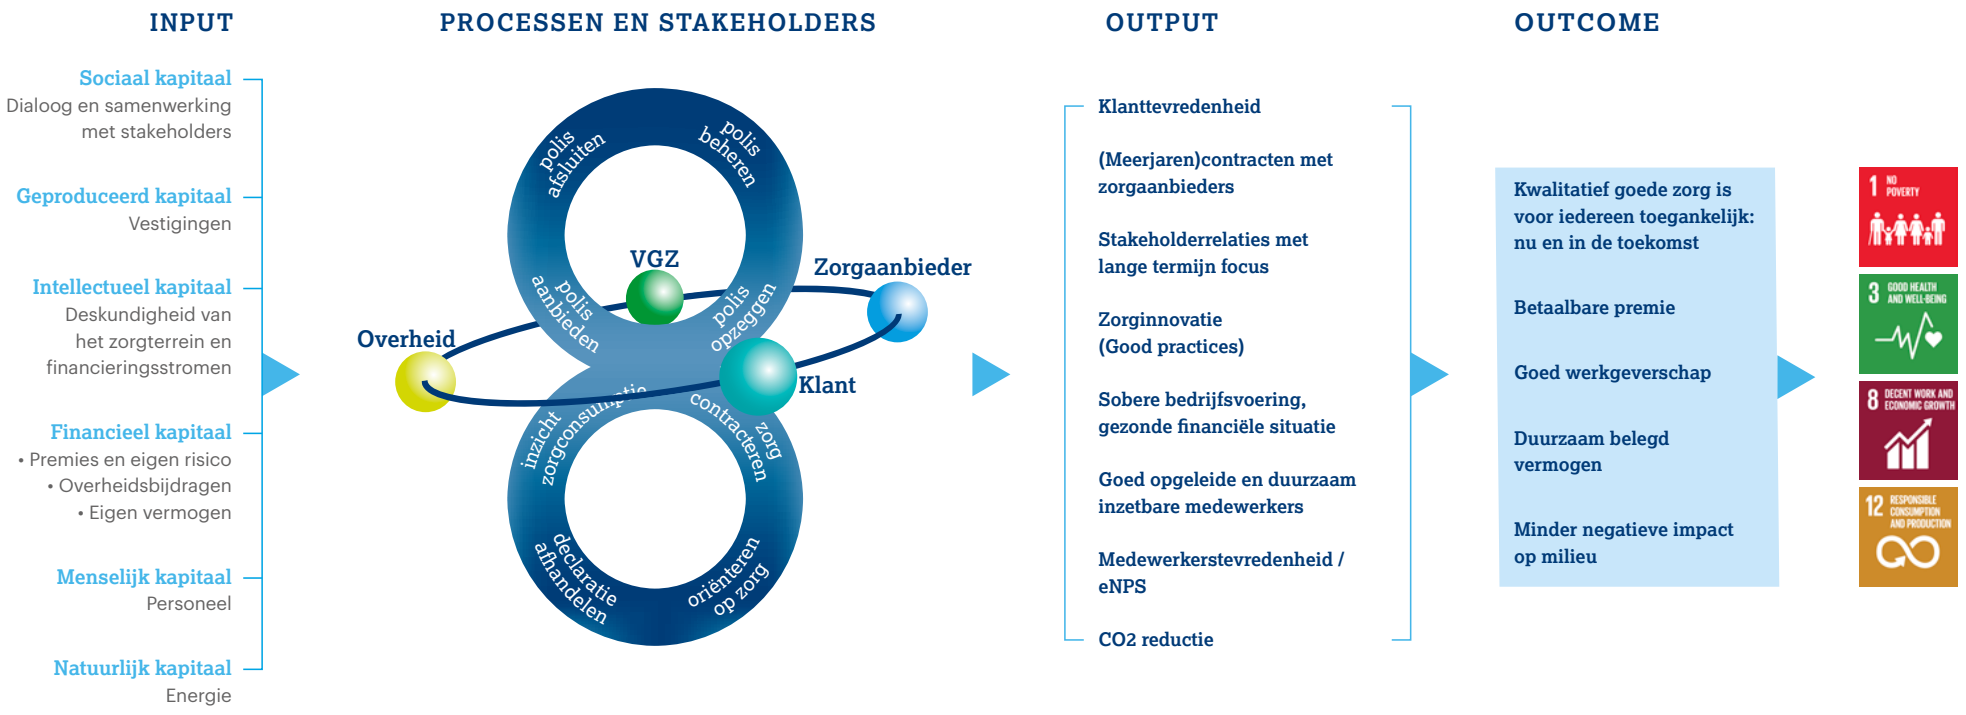 INPUT
Sociaal kapitaal
Dialoog en samenwerking
met stakeholders
Geproduceerd kapitaal
Vestigingen
Intellectueel kapitaal
Deskundigheid van
het zorgterrein en
financieringsstromen
Financieel kapitaal
• Premies en eigen risico
• Overheidsbijdragen
• Eigen vermogen
Menselijk kapitaal
Personeel
Natuurlijk kapitaal
Energie
PROCESSEN EN STAKEHOLDERS
polis
afsluiten
polis
beheren
polis
aanbieden
polis
opzeggen
VGZ
Zorgaanbieder
Overheid
Klant
inzicht
zorgconsumptie
zorg
contracteren
declaratie
afhandelen
oriënteren
op zorg
OUTPUT
Klanttevredenheid
(Meerjaren)contracten met
zorgaanbieders
Stakeholderrelaties met
lange termijn focus
Zorginnovatie
(Good practices)
Sobere bedrijfsvoering,
gezonde financiële situatie
Goed opgeleide en duurzaam
inzetbare medewerkers
Medewerkerstevredenheid /
eNPS
CO2 reductie
OUTCOME
Kwalitatief goede zorg is
voor iedereen toegankelijk:
nu en in de toekomst
Betaalbare premie
Goed werkgeverschap
Duurzaam belegd
vermogen
Minder negatieve impact
op milieu
1 NO
POVERTY
3 GOOD HEALTH
AND WELL-BEING
8 DECENT WORK AND
ECONOMIC GROWTH
12 RESPONSIBLE
CONSUMPTION
AND PRODUCTION